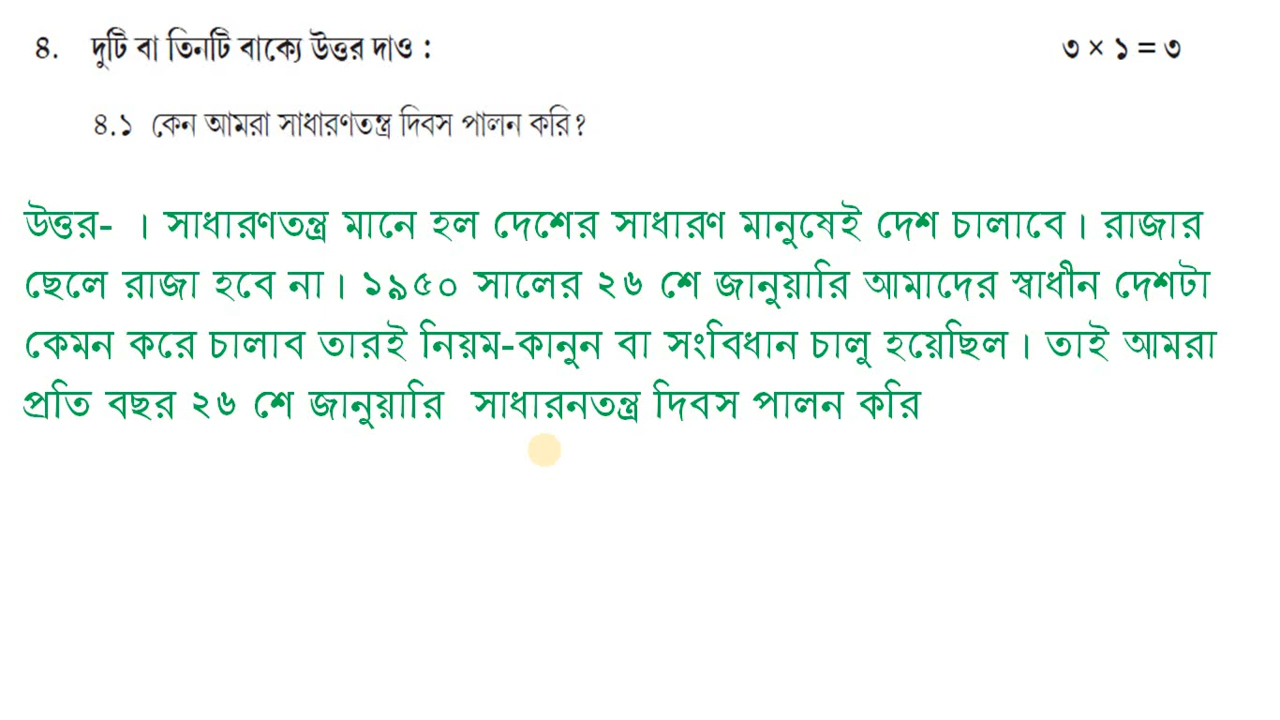 ৪. দুটি বা তিনটি বাক্যে উত্তর দাও : ৩ × ১ = ৩
৪.১ কেন আমরা সাধারণতন্ত্র দিবস পালন করি?
উত্তর- । সাধারণতন্ত্র মানে হল দেশের সাধারণ মানুষেই দেশ চালাবে। রাজার
ছেলে রাজা হবে না। ১৯৫০ সালের ২৬ শে জানুয়ারি আমাদের স্বাধীন দেশটা
কেমন করে চালাব তারই নিয়ম-কানুন বা সংবিধান চালু হয়েছিল। তাই আমরা
প্রতি বছর ২৬ শে জানুয়ারি সাধারনতন্ত্র দিবস পালন করি